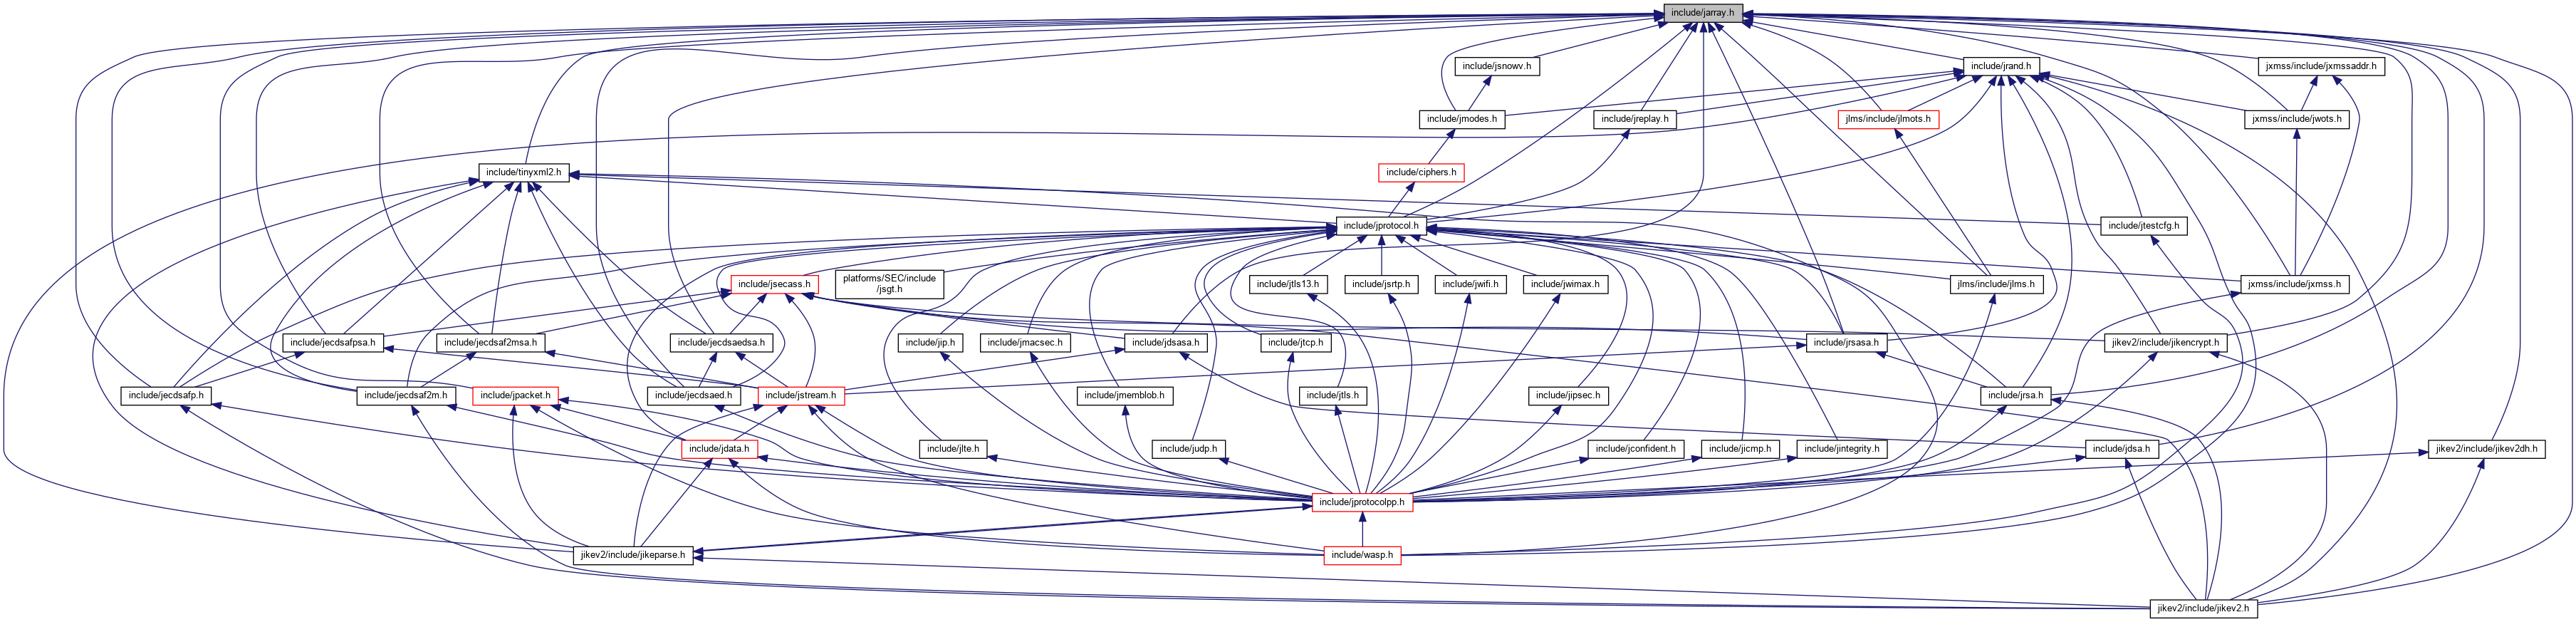 include/jarray.h
include/jsnowv.h
include/jrand.h
jxmss/include/jxmssaddr.h
include/jmodes.h
include/jreplay.h
jlms/include/jlmots.h
jxmss/include/jwots.h
include/tinyxml2.h
include/ciphers.h
include/jprotocol.h
include/jtestcfg.h
include/jsecass.h
platforms/SEC/include
/jsgt.h
include/jtls13.h
include/jsrtp.h
include/jwifi.h
include/jwimax.h
jlms/include/jlms.h
jxmss/include/jxmss.h
include/jecdsafpsa.h
include/jecdsaf2msa.h
include/jecdsaedsa.h
include/jip.h
include/jmacsec.h
include/jdsasa.h
include/jtcp.h
include/jrsasa.h
jikev2/include/jikencrypt.h
include/jecdsafp.h
include/jecdsaf2m.h
include/jpacket.h
include/jecdsaed.h
include/jstream.h
include/jmemblob.h
include/jtls.h
include/jipsec.h
include/jrsa.h
include/jdata.h
include/jlte.h
include/judp.h
include/jconfident.h
include/jicmp.h
include/jintegrity.h
include/jdsa.h
jikev2/include/jikev2dh.h
include/jprotocolpp.h
jikev2/include/jikeparse.h
include/wasp.h
jikev2/include/jikev2.h